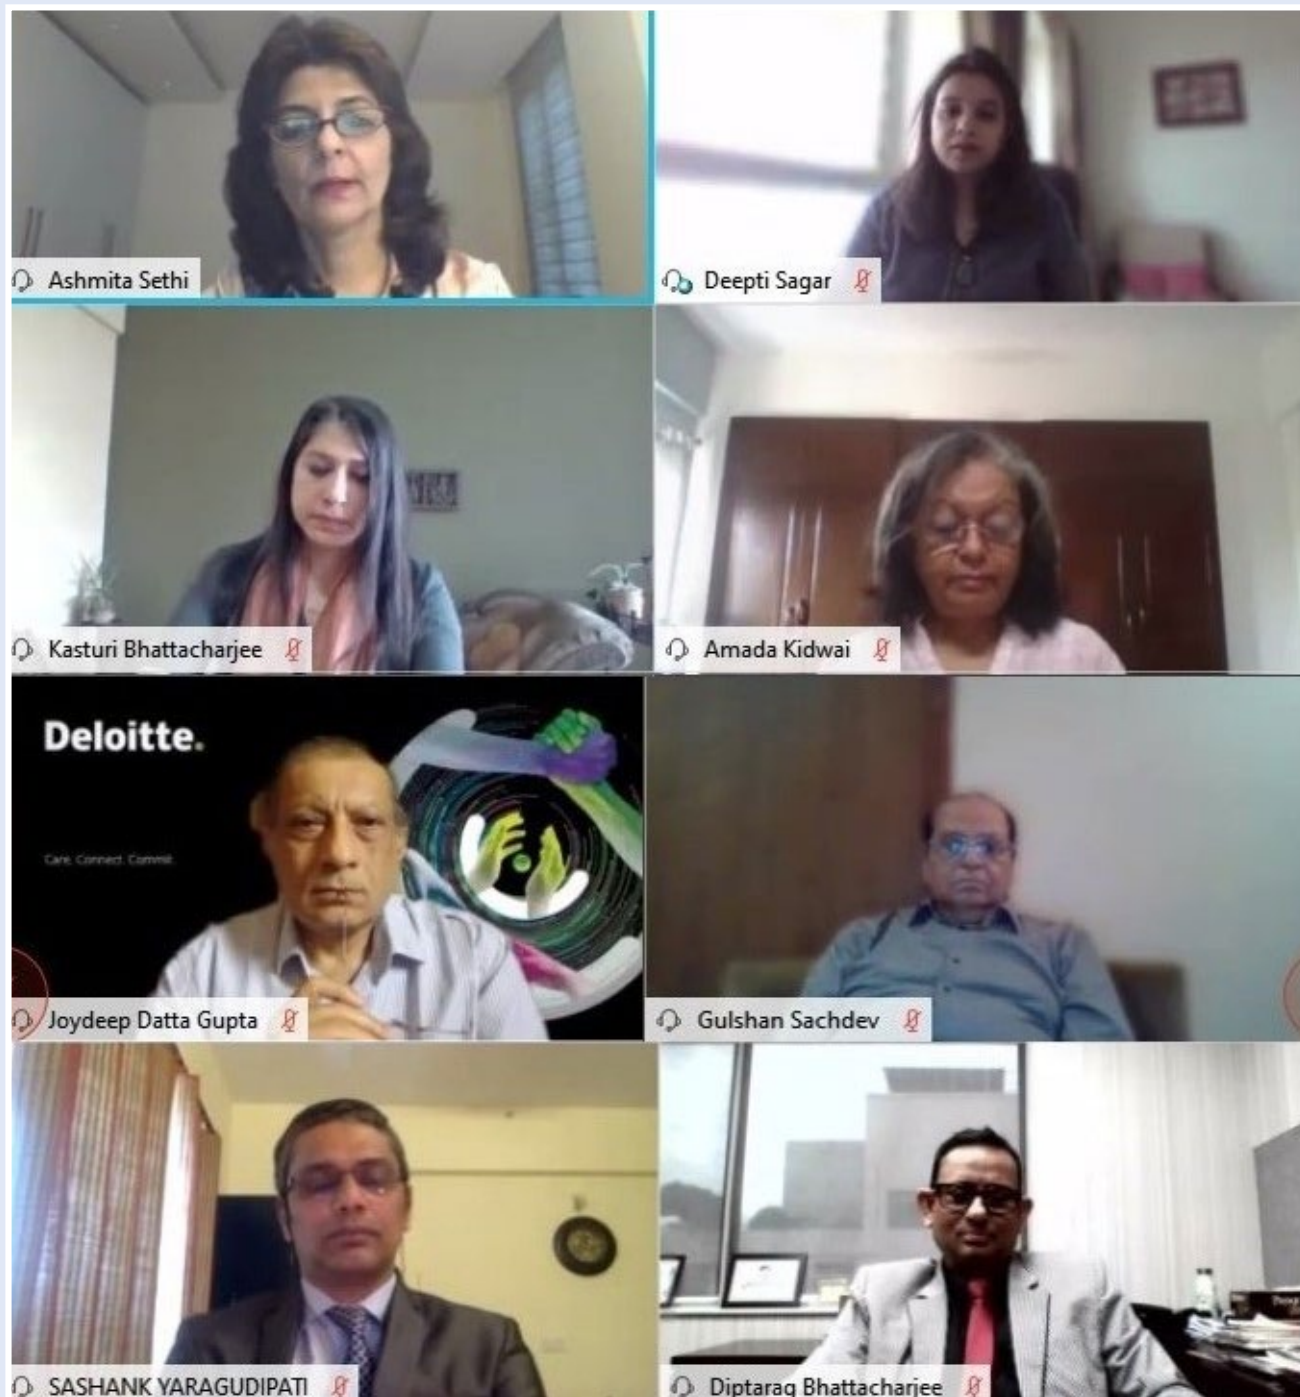 Ashmita Sethi
Deepti Sagar
Kasturi Bhattacharjee
Amada Kidwai
Deloitte.
Care. Connect. Commit.
Joydeep Datta Gupta
Gulshan Sachdev
SASHANK YARAGUDIPATI
Diptarag Bhattacharjee